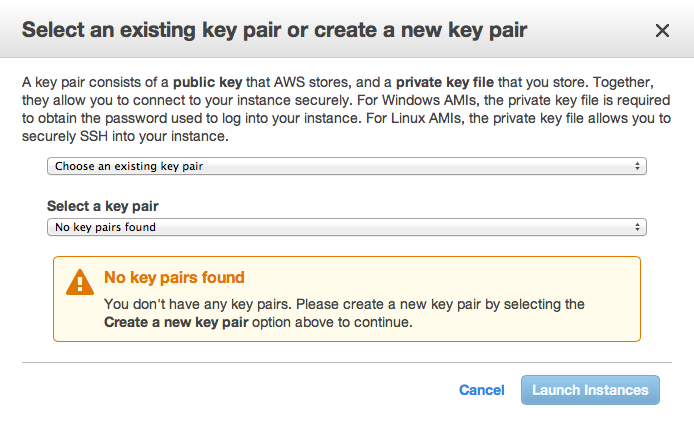 Select an existing key pair or create a new key pair
A key pair consists of a public key that AWS stores, and a private key file that you store. Together,
they allow you to connect to your instance securely. For Windows AMIs, the private key file is required
to obtain the password used to log into your instance. For Linux AMIs, the private key file allows you to
securely SSH into your instance.
Choose an existing key pair
Select a key pair
No key pairs found
No key pairs found
You don't have any key pairs. Please create a new key pair by selecting the
Create a new key pair option above to continue.
Cancel Launch Instances